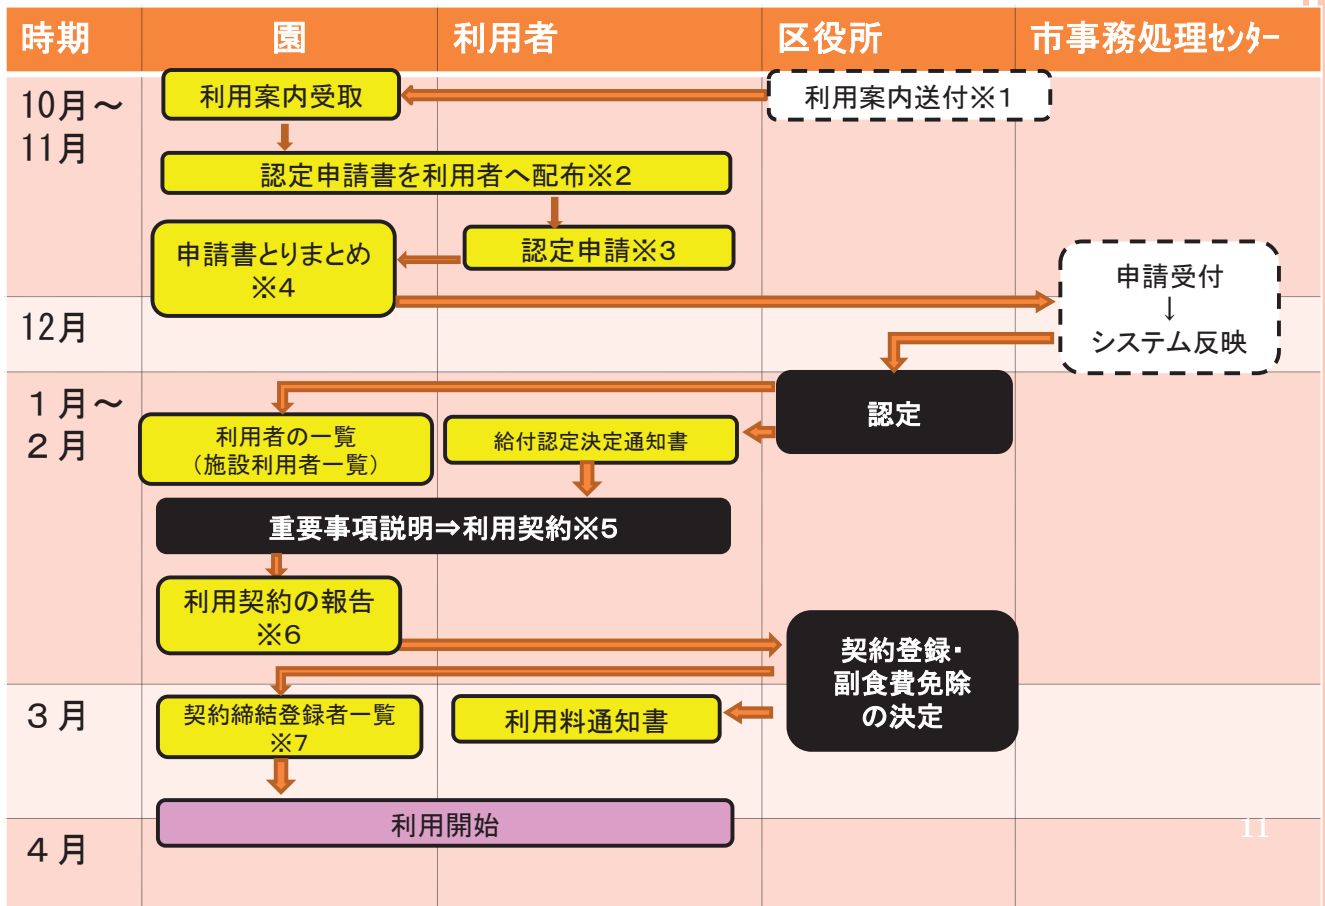 時期
園
利用者
区役所
市事務処理ｾﾝﾀｰ
10月～
11月
利用案内受取
利用案内送付※1
認定申請書を利用者へ配布※2
認定申請※3
申請書とりまとめ
※4
申請受付
↓
システム反映
12月
１月～
２月
認定
利用者の一覧
（施設利用者一覧）
給付認定決定通知書
重要事項説明⇒利用契約※5
利用契約の報告
※6
契約登録・
副食費免除
の決定
３月
契約締結登録者一覧
※7
利用料通知書
利用開始
11
４月